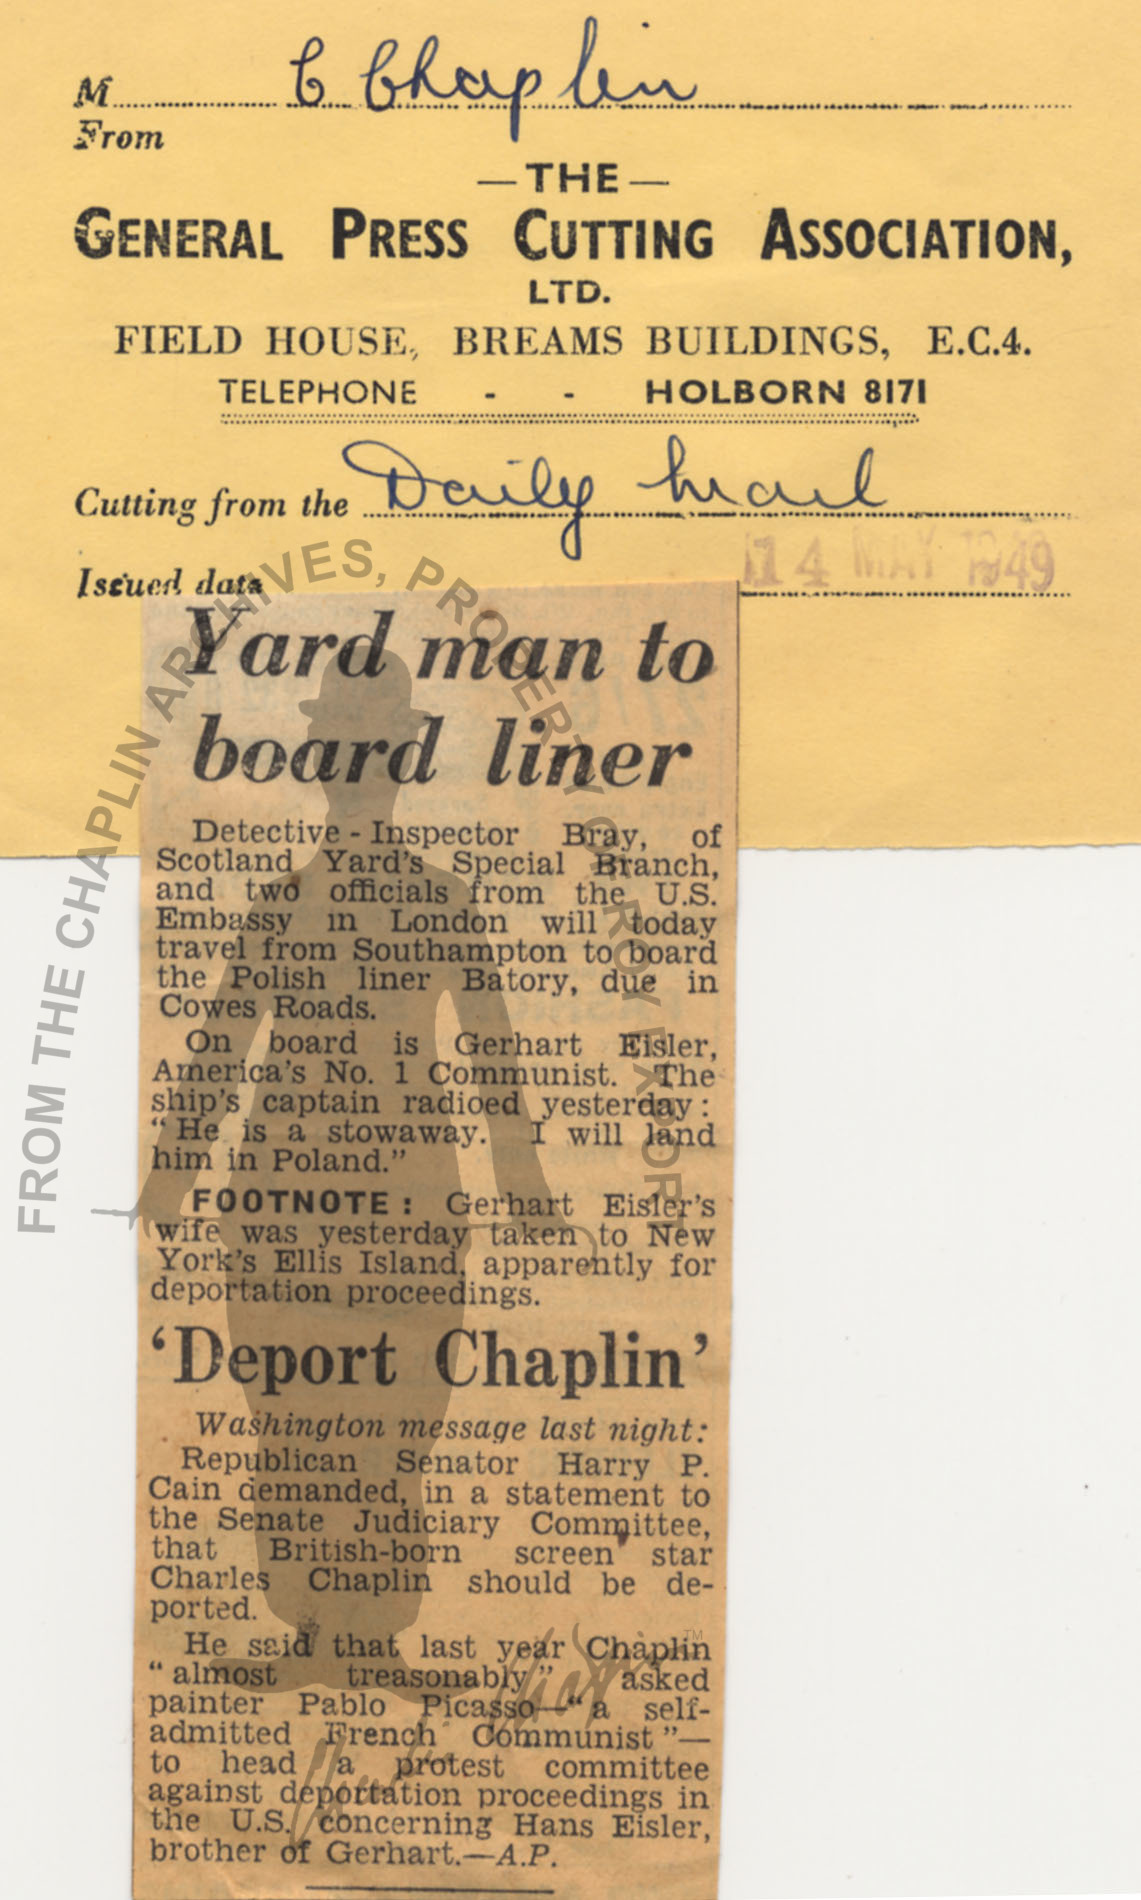 M C Chaplin
From
— THE —
GENERAL PRESS CUTTING ASSOCIATION,
LTD.
FIELD HOUSE, BREAMS BUILDINGS, E.C.4.
TELEPHONE - - HOLBORN 8171
Cutting from the Daily Mail
Issued date 14 MAY 1949
Yard man to
board liner
Detective-Inspector Bray, of
Scotland Yard's Special Branch,
and two officials from the U.S.
Embassy in London will today
travel from Southampton to board
the Polish liner Batory, due in
Cowes Roads.
On board is Gerhart Eisler,
America's No. 1 Communist. The
ship's captain radioed yesterday:
"He is a stowaway. I will land
him in Poland."
FOOTNOTE: Gerhart Eisler's
wife was yesterday taken to New
York's Ellis Island, apparently for
deportation proceedings.
'Deport Chaplin'
Washington message last night:
Republican Senator Harry P.
Cain demanded, in a statement to
the Senate Judiciary Committee,
that British-born screen star
Charles Chaplin should be de-
ported.
He said that last year Chaplin
"almost treasonably" asked
painter Pablo Picasso—"a self-
admitted French Communist"—
to head a protest committee
against deportation proceedings in
the U.S. concerning Hans Eisler,
brother of Gerhart.—A.P.
FROM THE CHAPLIN ARCHIVES, PROPERTY OF ROY EXPORT
Charlie Chaplin TM